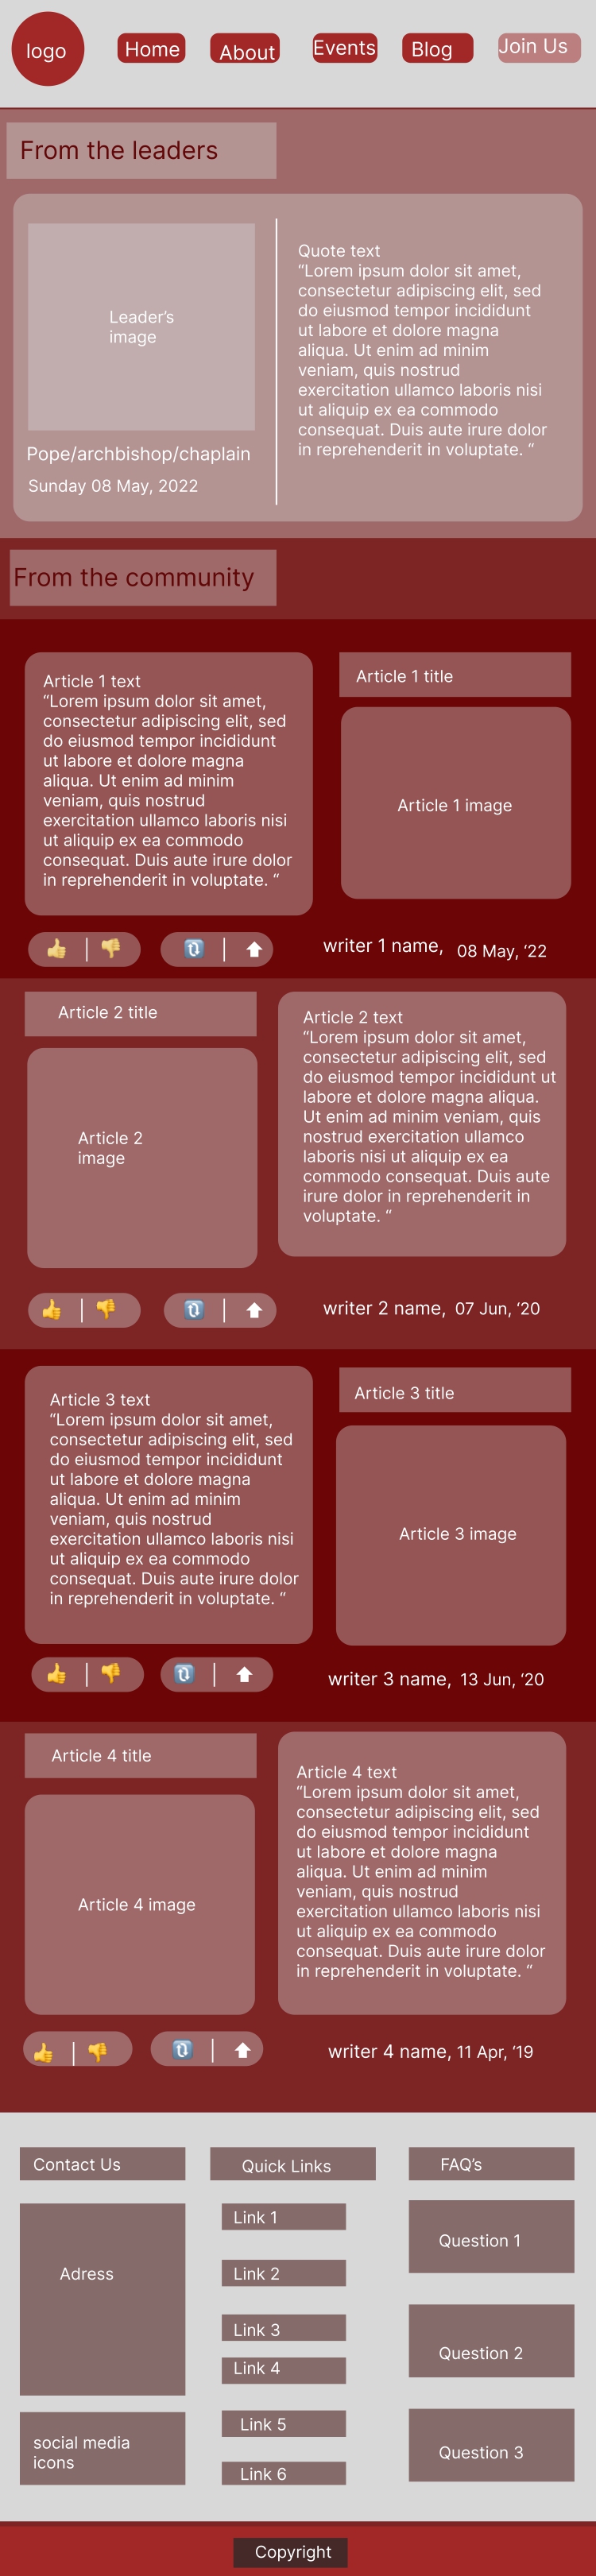 logo
Home
About
Events
Blog
Join Us
From the leaders
Leader’s
image
Pope/archbishop/chaplain
Sunday 08 May, 2022
Quote text
“Lorem ipsum dolor sit amet,
consectetur adipiscing elit, sed
do eiusmod tempor incididunt
ut labore et dolore magna
aliqua. Ut enim ad minim
veniam, quis nostrud
exercitation ullamco laboris nisi
ut aliquip ex ea commodo
consequat. Duis aute irure dolor
in reprehenderit in voluptate. “
From the community
Article 1 text
“Lorem ipsum dolor sit amet,
consectetur adipiscing elit, sed
do eiusmod tempor incididunt
ut labore et dolore magna
aliqua. Ut enim ad minim
veniam, quis nostrud
exercitation ullamco laboris nisi
ut aliquip ex ea commodo
consequat. Duis aute irure dolor
in reprehenderit in voluptate. “
Article 1 title
Article 1 image
writer 1 name, 08 May, ‘22
Article 2 title
Article 2
image
Article 2 text
“Lorem ipsum dolor sit amet,
consectetur adipiscing elit, sed
do eiusmod tempor incididunt ut
labore et dolore magna aliqua.
Ut enim ad minim veniam, quis
nostrud exercitation ullamco
laboris nisi ut aliquip ex ea
commodo consequat. Duis aute
irure dolor in reprehenderit in
voluptate. “
writer 2 name, 07 Jun, ‘20
Article 3 text
“Lorem ipsum dolor sit amet,
consectetur adipiscing elit, sed
do eiusmod tempor incididunt
ut labore et dolore magna
aliqua. Ut enim ad minim
veniam, quis nostrud
exercitation ullamco laboris nisi
ut aliquip ex ea commodo
consequat. Duis aute irure dolor
in reprehenderit in voluptate. “
Article 3 title
Article 3 image
writer 3 name, 13 Jun, ‘20
Article 4 title
Article 4 image
Article 4 text
“Lorem ipsum dolor sit amet,
consectetur adipiscing elit, sed
do eiusmod tempor incididunt
ut labore et dolore magna
aliqua. Ut enim ad minim
veniam, quis nostrud
exercitation ullamco laboris nisi
ut aliquip ex ea commodo
consequat. Duis aute irure dolor
in reprehenderit in voluptate. “
writer 4 name, 11 Apr, ‘19
Contact Us
Adress
social media
icons
Quick Links
Link 1
Link 2
Link 3
Link 4
Link 5
Link 6
FAQ’s
Question 1
Question 2
Question 3
Copyright